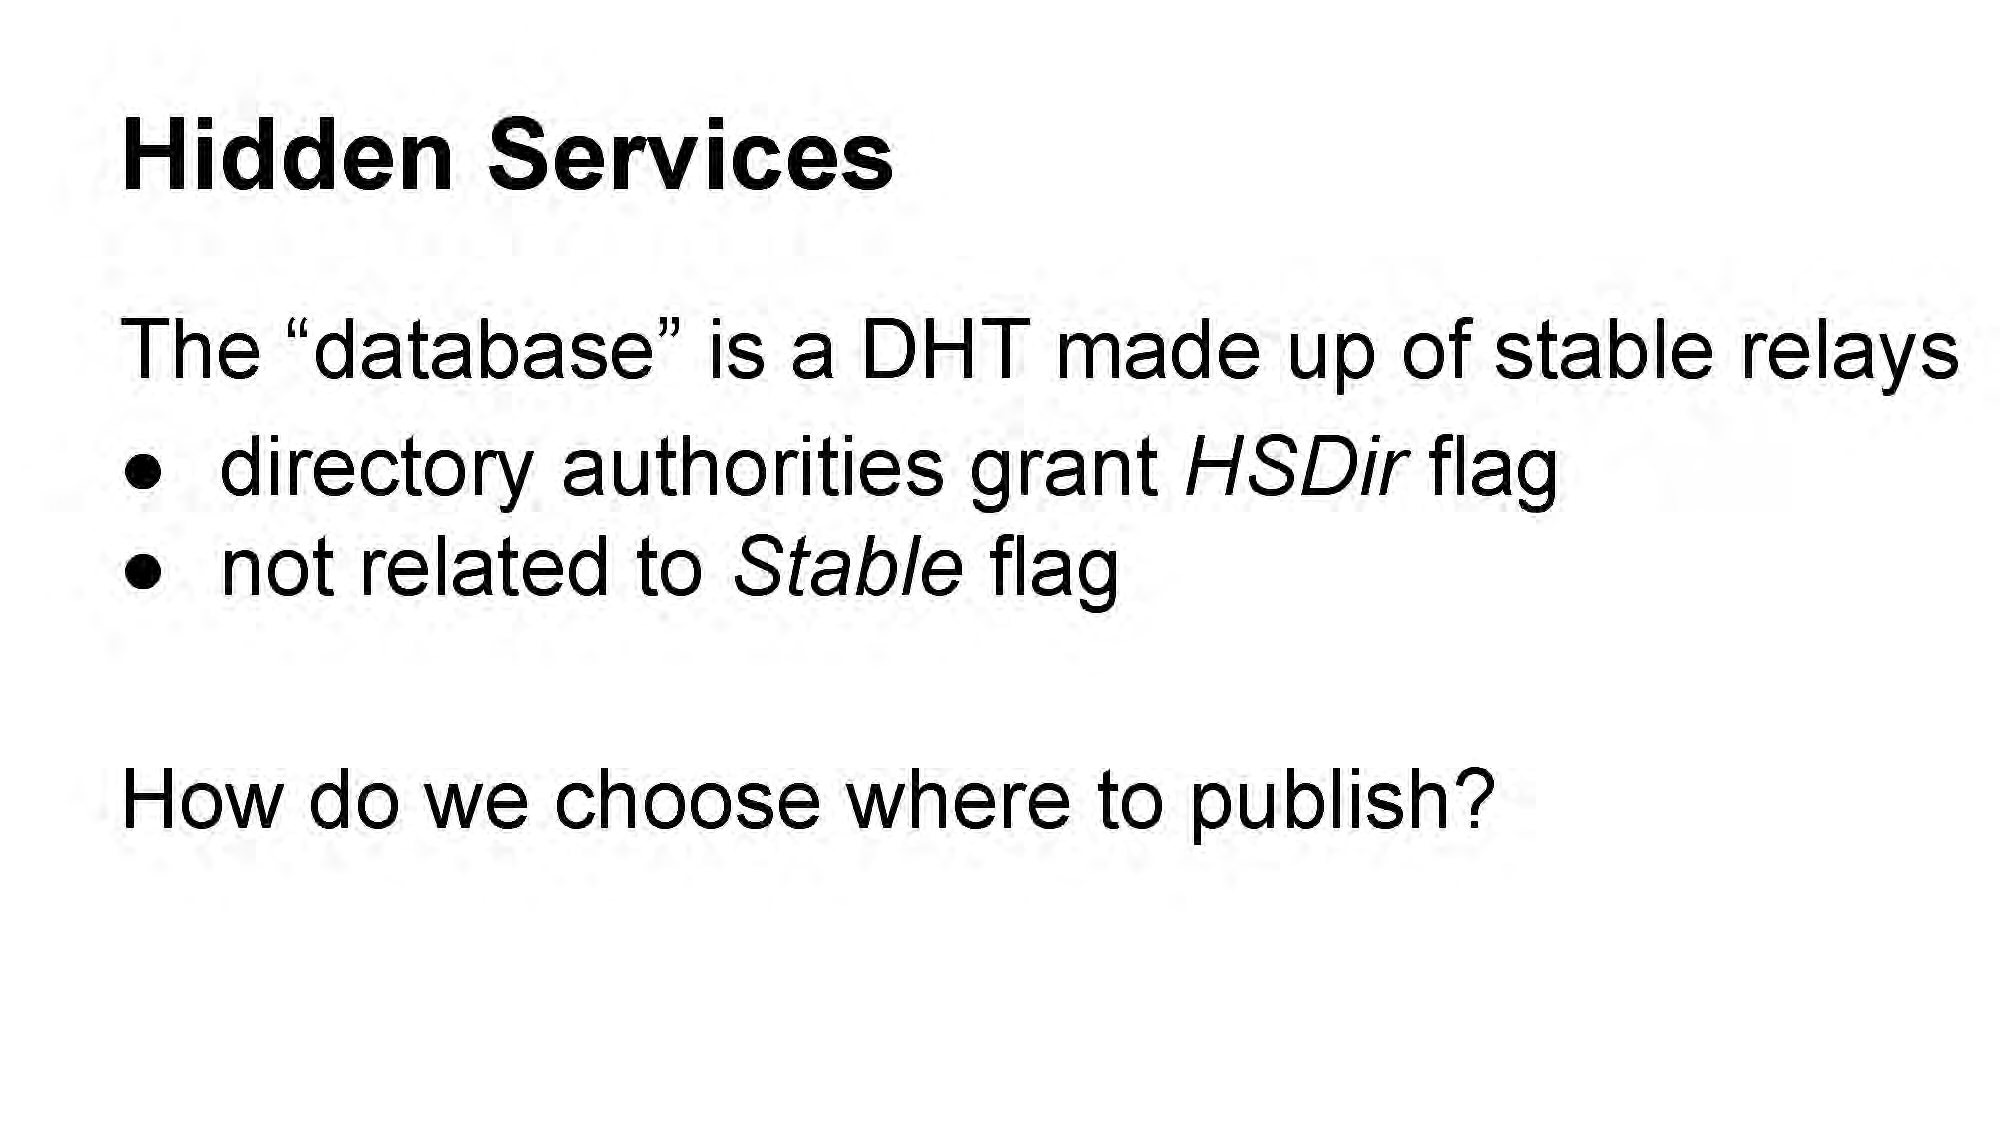 Hidden Services
The “database” is a DHT made up of stable relays
● directory authorities grant HSDir flag
● not related to Stable flag
How do we choose where to publish?